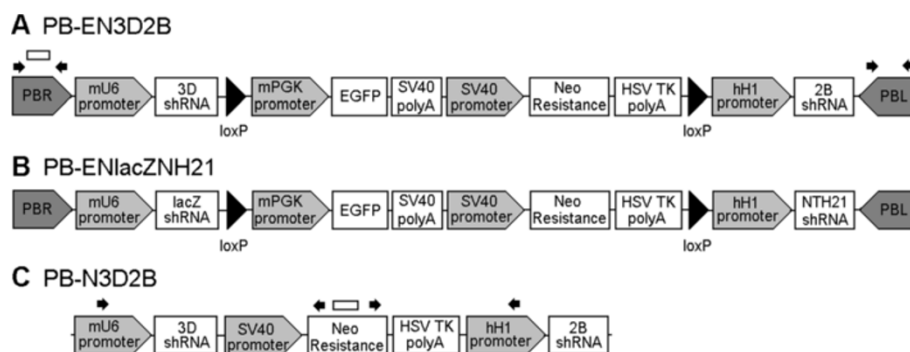 A PB-EN3D2B
PBR
mU6
promoter
3D
shRNA
loxP
mPGK
promoter
EGFP
SV40
polyA
SV40
promoter
Neo
Resistance
HSV TK
polyA
loxP
hH1
promoter
2B
shRNA
PBL
B PB-ENlacZNH21
PBR
mU6
promoter
lacZ
shRNA
loxP
mPGK
promoter
EGFP
SV40
polyA
SV40
promoter
Neo
Resistance
HSV TK
polyA
loxP
hH1
promoter
NTH21
shRNA
PBL
C PB-N3D2B
mU6
promoter
3D
shRNA
SV40
promoter
Neo
Resistance
HSV TK
polyA
hH1
promoter
2B
shRNA